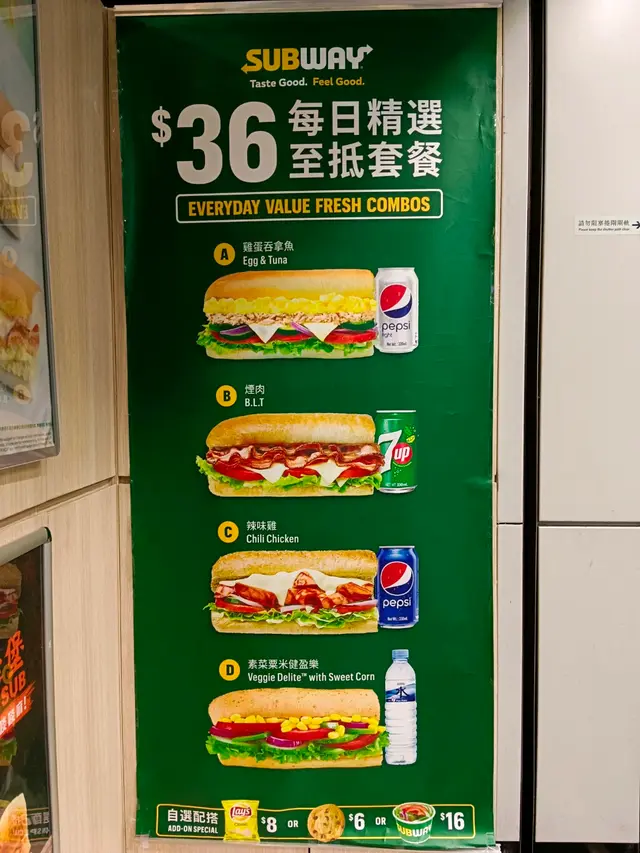 SUBWAY
Taste Good. Feel Good.
$36 每日精選
至抵套餐
EVERYDAY VALUE FRESH COMBOS
A 雞蛋吞拿魚
Egg & Tuna
pepsi
B 煙肉
B.L.T
7up
C 辣味雞
Chili Chicken
pepsi
D 素菜粟米健盈樂
Veggie Delite™ with Sweet Corn
水
自選配搭
ADD-ON SPECIAL
Lay's
$8 OR $6 OR $16
SUBWAY
堡
SUB